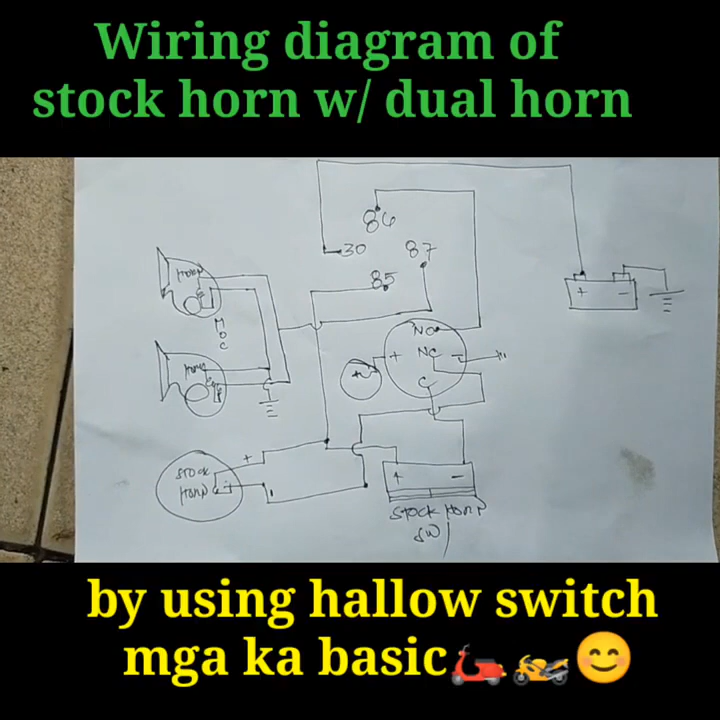 Wiring diagram of
stock horn w/ dual horn
86
30
87
85
HORN
MOC
NO
NC
C
+
-
HORN
STOCK
HORN
+
-
+
-
STOCK HORN
SW
by using hallow switch
mga ka basic